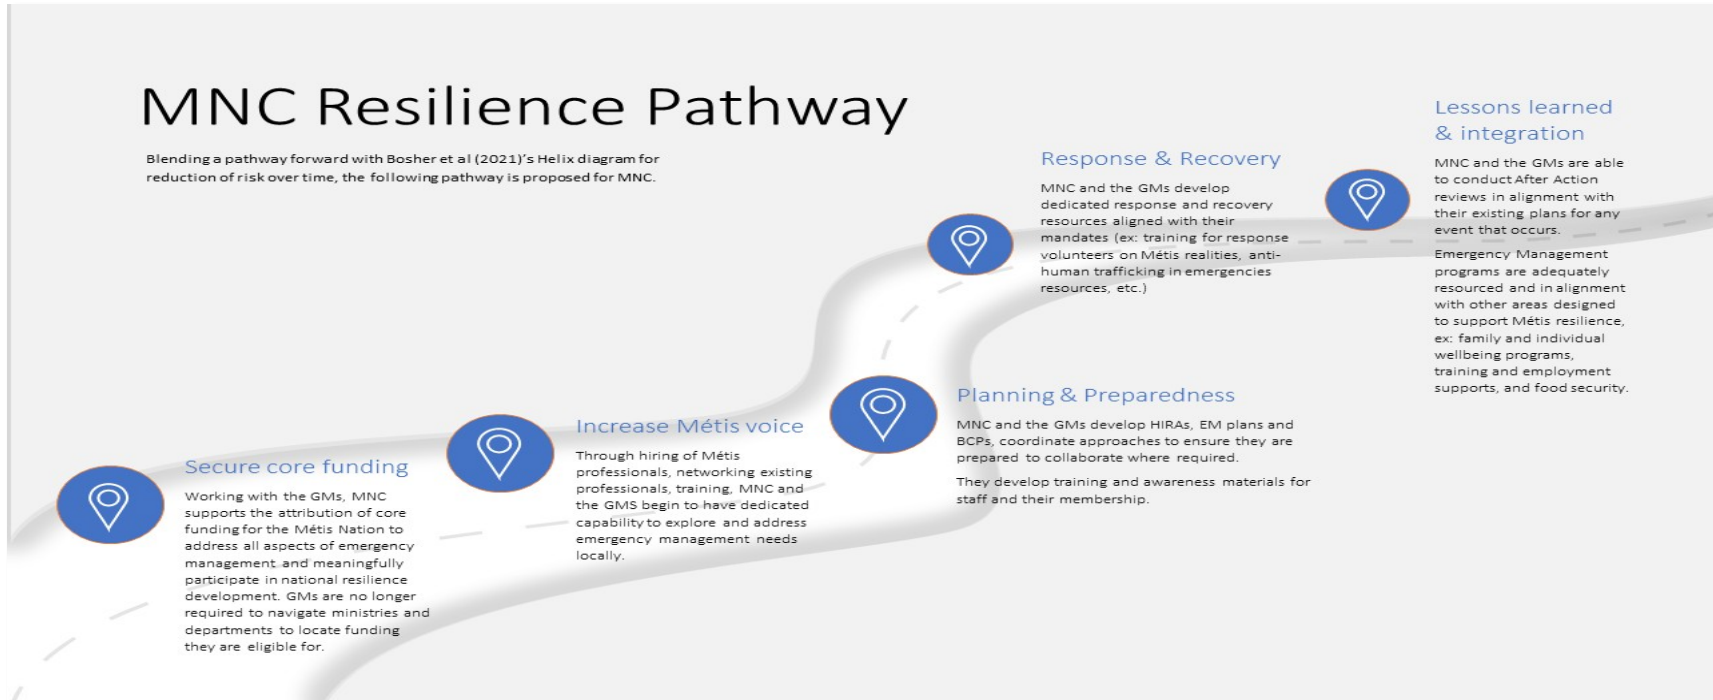 MNC Resilience Pathway
Blending a pathway forward with Bosher et al (2021)'s Helix diagram for
reduction of risk over time, the following pathway is proposed for MNC.
Secure core funding
Working with the GMs, MNC
supports the attribution of core
funding for the Métis Nation to
address all aspects of emergency
management and meaningfully
participate in national resilience
development. GMs are no longer
required to navigate ministries and
departments to locate funding
they are eligible for.
Increase Métis voice
Through hiring of Métis
professionals, networking existing
professionals, training, MNC and
the GMS begin to have dedicated
capability to explore and address
emergency management needs
locally.
Planning & Preparedness
MNC and the GMs develop HIRAs, EM plans and
BCPs, coordinate approaches to ensure they are
prepared to collaborate where required.
They develop training and awareness materials for
staff and their membership.
Response & Recovery
MNC and the GMs develop
dedicated response and recovery
resources aligned with their
mandates (ex: training for response
volunteers on Métis realities, anti-
human trafficking in emergencies
resources, etc.)
Lessons learned
& integration
MNC and the GMs are able
to conduct After Action
reviews in alignment with
their existing plans for any
event that occurs.
Emergency Management
programs are adequately
resourced and in alignment
with other areas designed
to support Métis resilience,
ex: family and individual
wellbeing programs,
training and employment
supports, and food security.